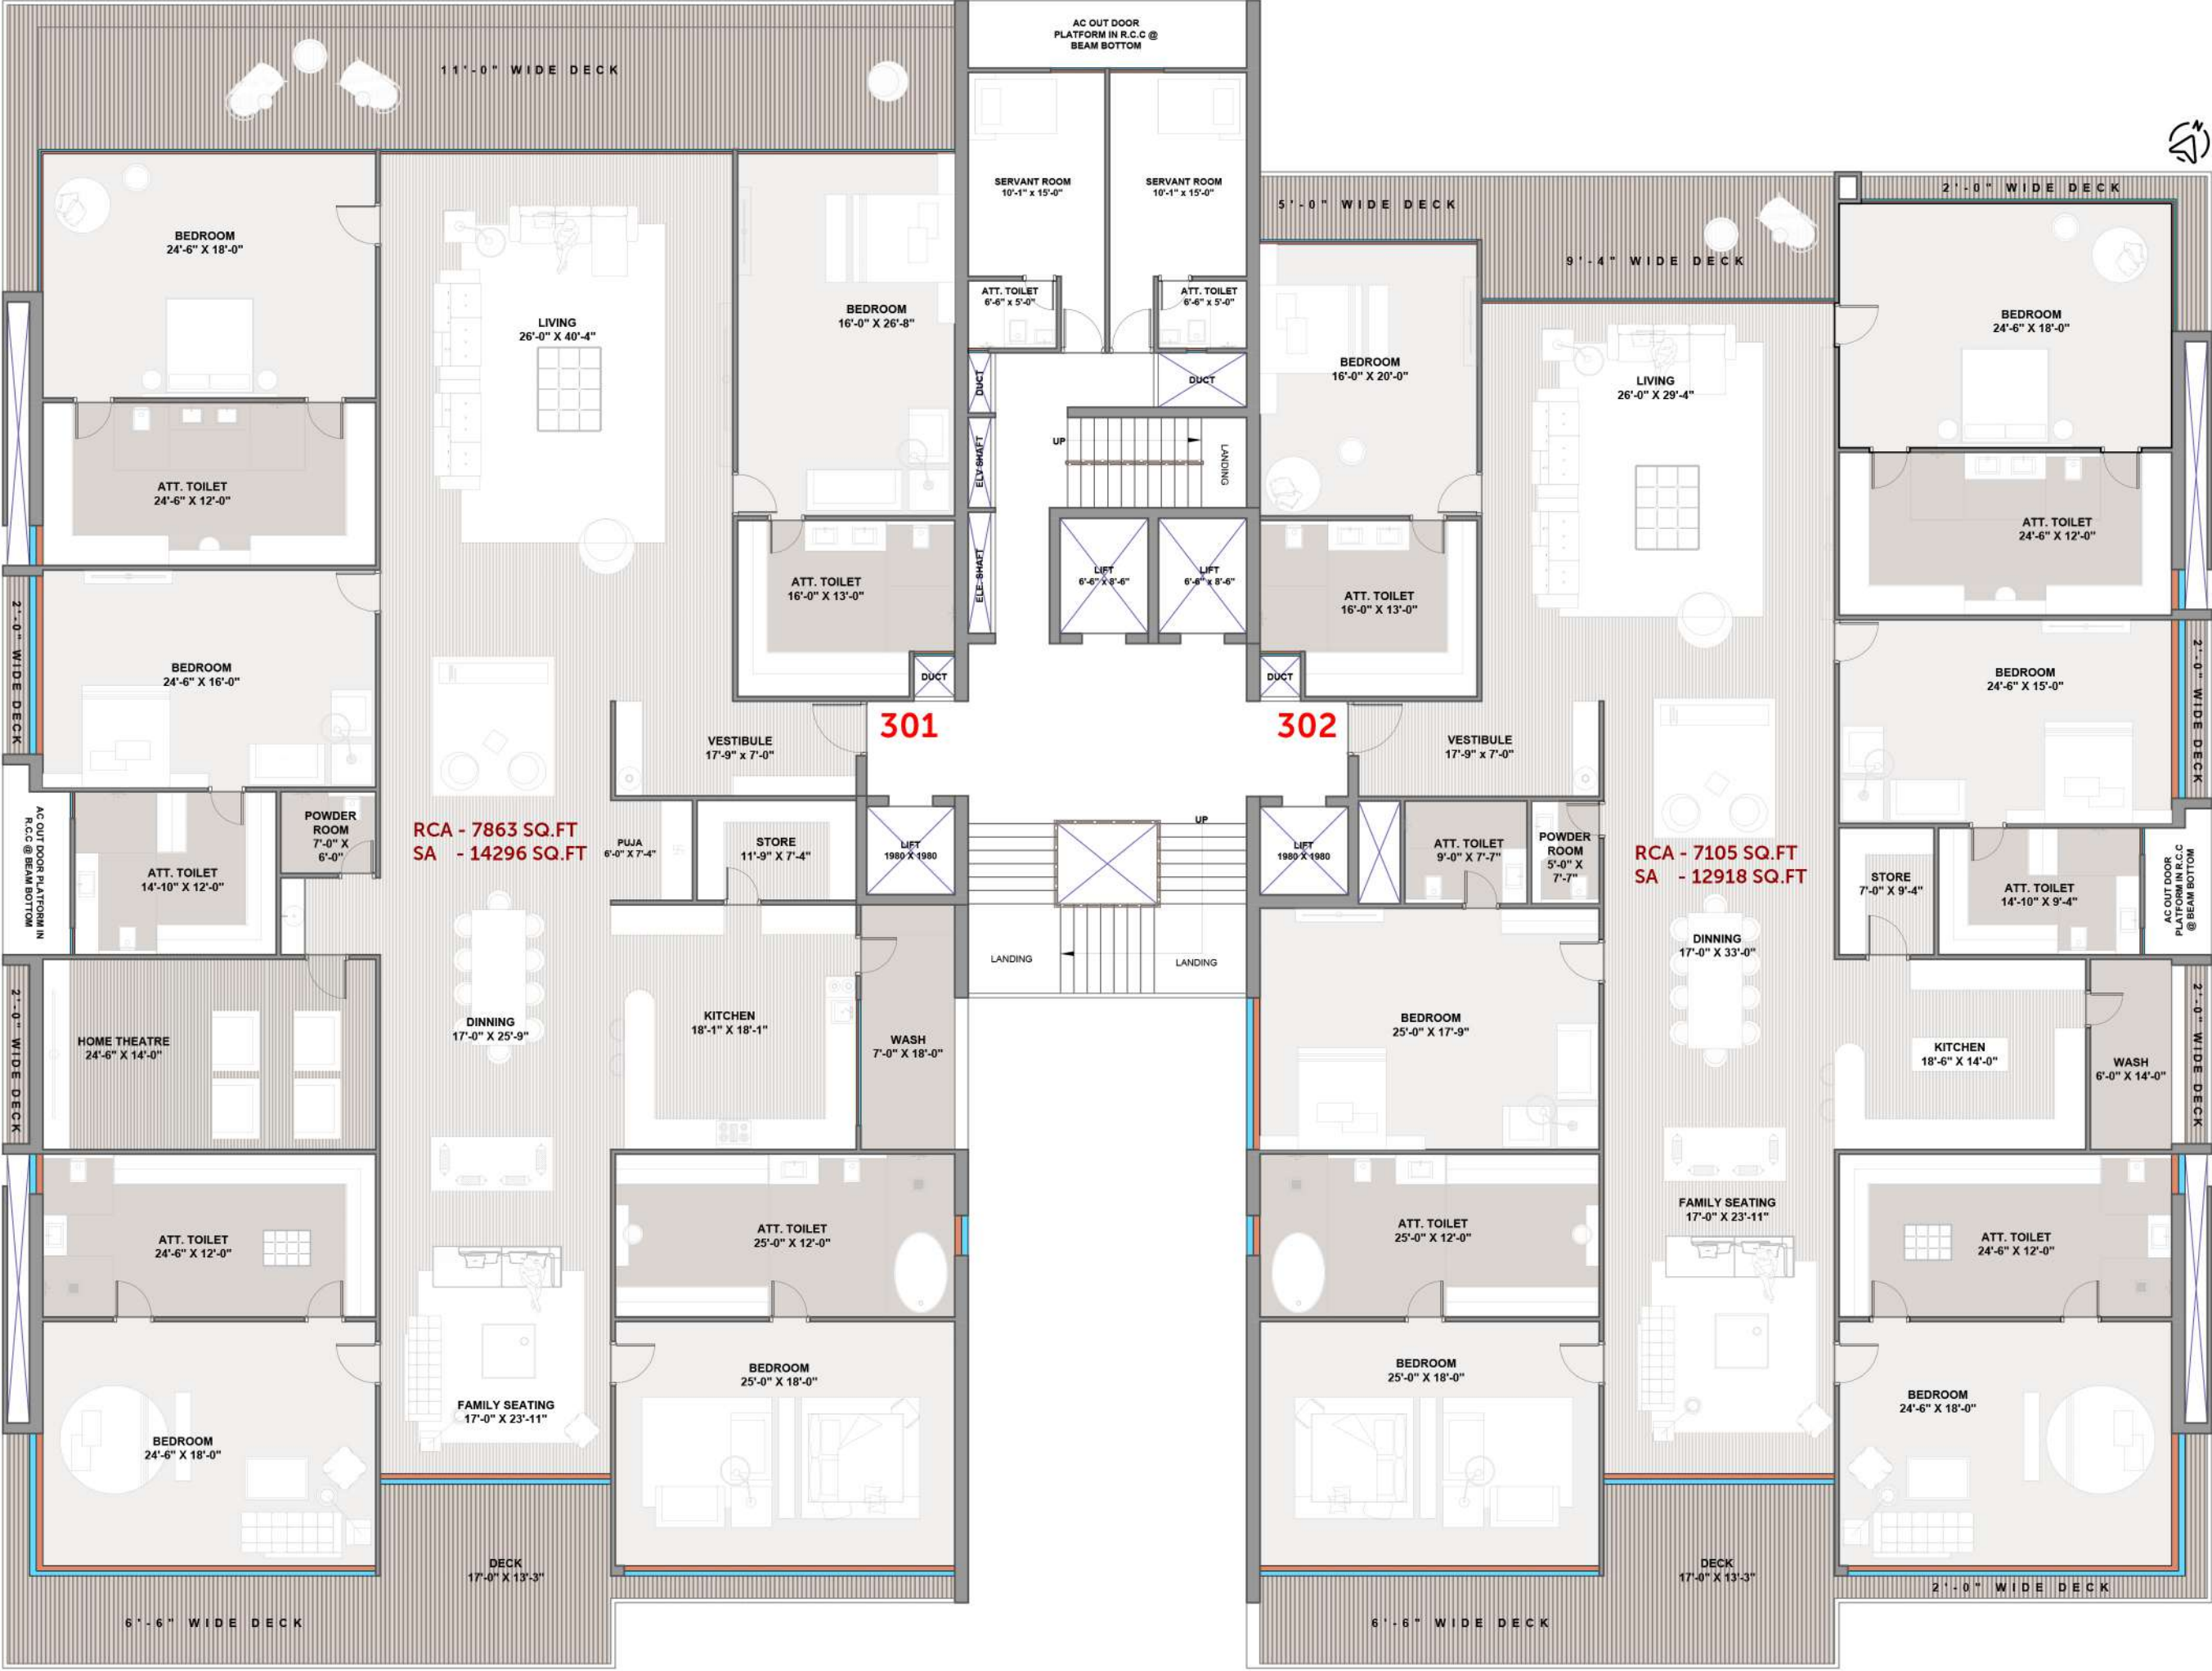 AC OUT DOOR
PLATFORM IN R.C.C @
BEAM BOTTOM
11'-0" WIDE DECK
N
SERVANT ROOM
10'-1" x 15'-0"
SERVANT ROOM
10'-1" x 15'-0"
2'-0" WIDE DECK
5'-0" WIDE DECK
9'-4" WIDE DECK
BEDROOM
24'-6" X 18'-0"
LIVING
26'-0" X 40'-4"
BEDROOM
16'-0" X 26'-8"
ATT. TOILET
6'-6" x 5'-0"
ATT. TOILET
6'-6" x 5'-0"
BEDROOM
16'-0" X 20'-0"
LIVING
26'-0" X 29'-4"
BEDROOM
24'-6" X 18'-0"
DUCT
DUCT
UP
LANDING
ELV.SHAFT
ELE. SHAFT
ATT. TOILET
24'-6" X 12'-0"
ATT. TOILET
16'-0" X 13'-0"
LIFT
6'-6" x 8'-6"
LIFT
6'-6" x 8'-6"
ATT. TOILET
16'-0" X 13'-0"
ATT. TOILET
24'-6" X 12'-0"
2'-0" WIDE DECK
BEDROOM
24'-6" X 16'-0"
DUCT
DUCT
BEDROOM
24'-6" X 15'-0"
2'-0" WIDE DECK
301
302
VESTIBULE
17'-9" x 7'-0"
VESTIBULE
17'-9" x 7'-0"
AC OUT DOOR PLATFORM IN
R.C.C @ BEAM BOTTOM
ATT. TOILET
14'-10" X 12'-0"
POWDER
ROOM
7'-0" X
6'-0"
RCA - 7863 SQ.FT
SA - 14296 SQ.FT
PUJA
6'-0" X 7'-4"
STORE
11'-9" X 7'-4"
LIFT
1980 X 1980
UP
LIFT
1980 X 1980
ATT. TOILET
9'-0" X 7'-7"
POWDER
ROOM
5'-0" X
7'-7"
RCA - 7105 SQ.FT
SA - 12918 SQ.FT
STORE
7'-0" X 9'-4"
ATT. TOILET
14'-10" X 9'-4"
AC OUT DOOR
PLATFORM IN R.C.C
@ BEAM BOTTOM
LANDING
LANDING
2'-0" WIDE DECK
HOME THEATRE
24'-6" X 14'-0"
DINNING
17'-0" X 25'-9"
KITCHEN
18'-1" X 18'-1"
WASH
7'-0" X 18'-0"
BEDROOM
25'-0" X 17'-9"
DINNING
17'-0" X 33'-0"
KITCHEN
18'-6" X 14'-0"
WASH
6'-0" X 14'-0"
2'-0" WIDE DECK
ATT. TOILET
24'-6" X 12'-0"
ATT. TOILET
25'-0" X 12'-0"
ATT. TOILET
25'-0" X 12'-0"
FAMILY SEATING
17'-0" X 23'-11"
ATT. TOILET
24'-6" X 12'-0"
BEDROOM
24'-6" X 18'-0"
FAMILY SEATING
17'-0" X 23'-11"
BEDROOM
25'-0" X 18'-0"
BEDROOM
25'-0" X 18'-0"
BEDROOM
24'-6" X 18'-0"
DECK
17'-0" X 13'-3"
DECK
17'-0" X 13'-3"
2'-0" WIDE DECK
6'-6" WIDE DECK
6'-6" WIDE DECK